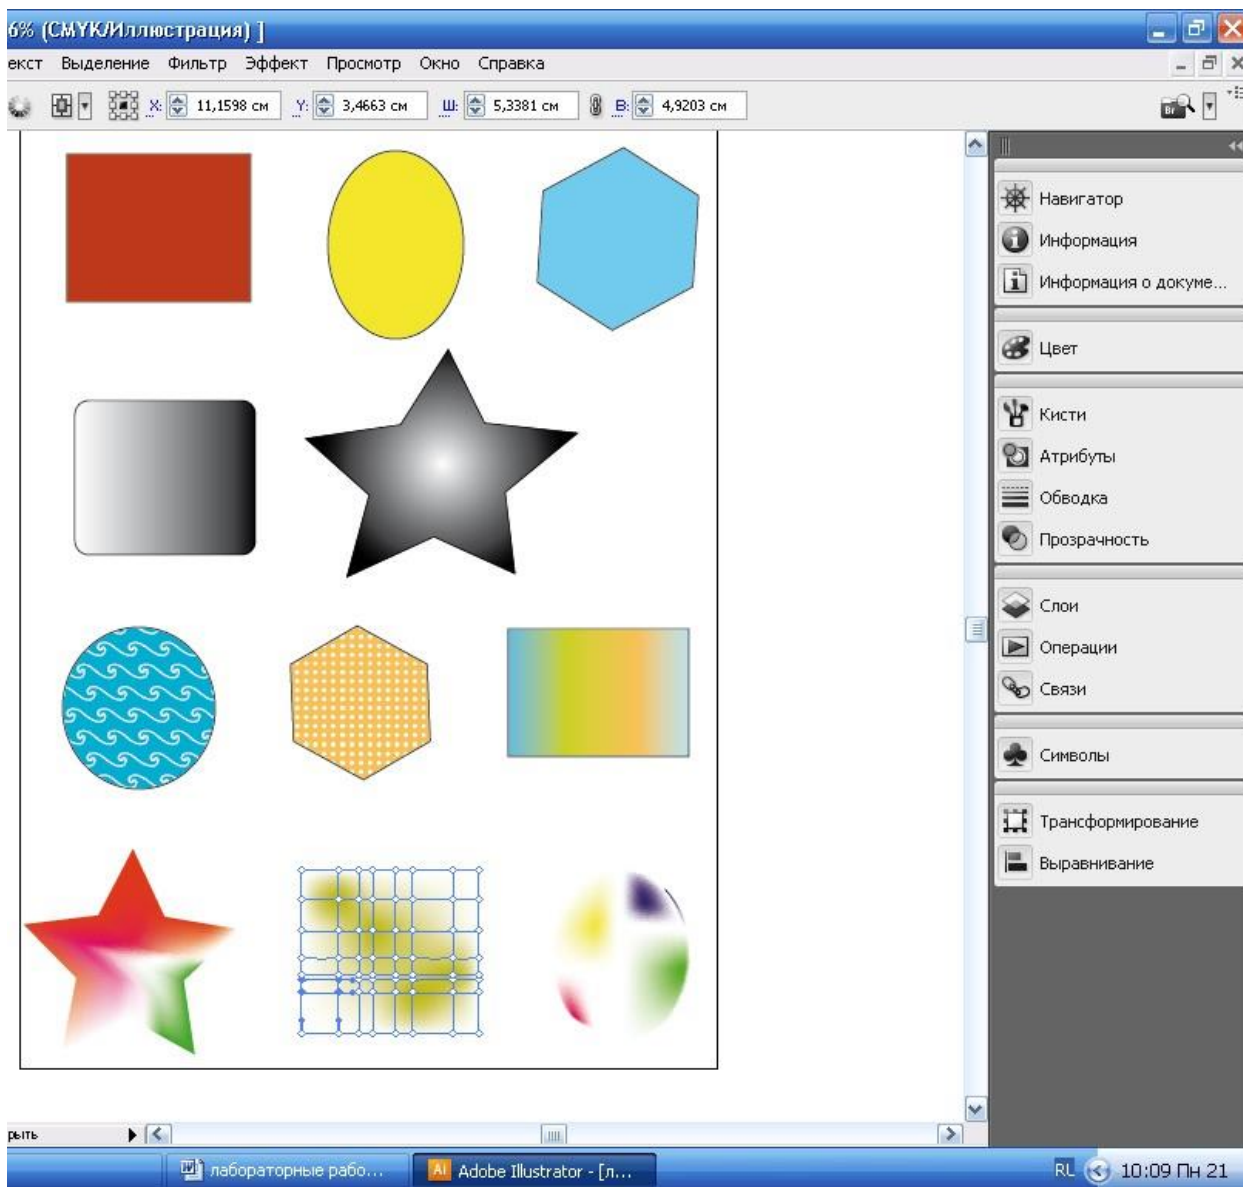 6% (CMYK/Иллюстрация) ]
екст Выделение Фильтр Эффект Просмотр Окно Справка
X: 11,1598 см Y: 3,4663 см Ш: 5,3381 см В: 4,9203 см
Br
Навигатор
Информация
Информация о докуме...
Цвет
Кисти
Атрибуты
Обводка
Прозрачность
Слои
Операции
Связи
Символы
Трансформирование
Выравнивание
рыть
лабораторные рабо... Ai Adobe Illustrator - [л... RL 10:09 Пн 21